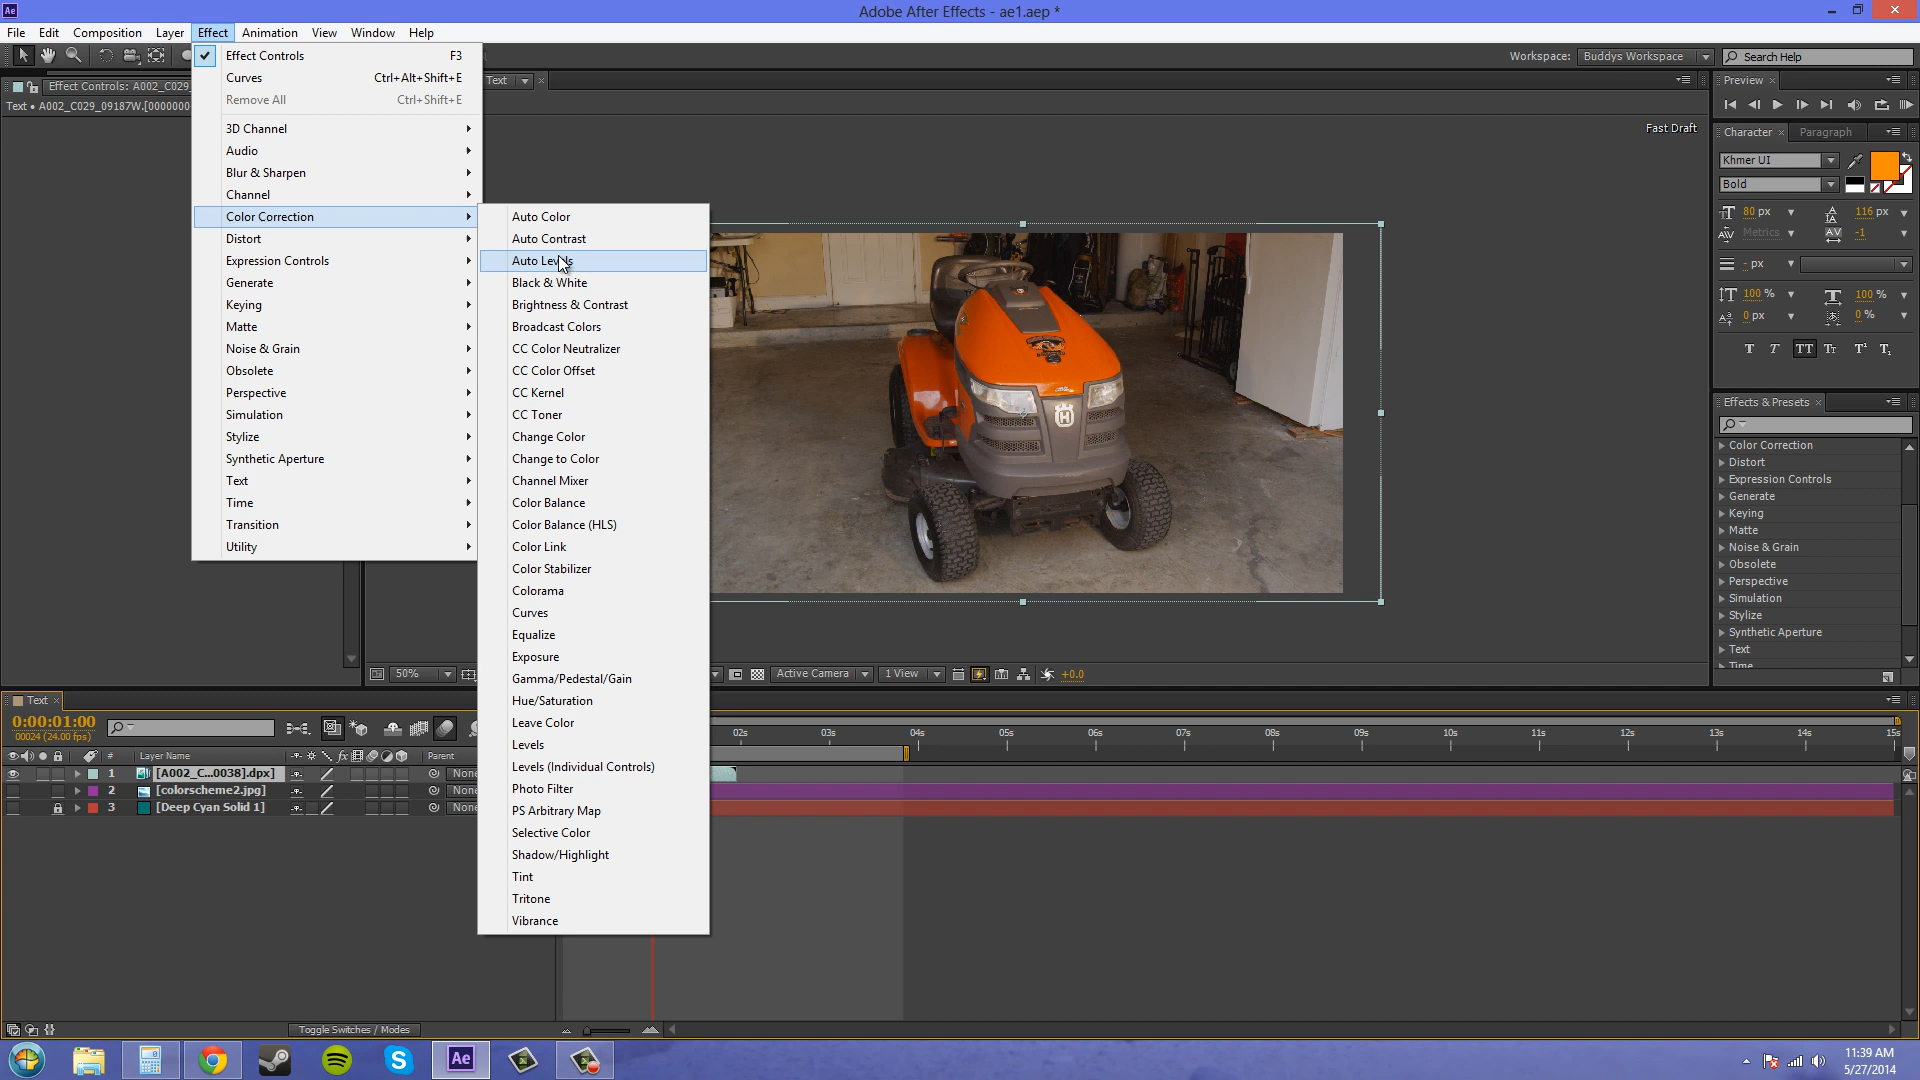 Adobe After Effects - ae1.aep *
File Edit Composition Layer Effect Animation View Window Help
Workspace: Buddys Workspace Search Help
Effect Controls: A002_C029
Text • A002_C029_09187W.[0000000
Text
Effect Controls F3
Curves Ctrl+Alt+Shift+E
Remove All Ctrl+Shift+E
3D Channel
Audio
Blur & Sharpen
Channel
Color Correction
Distort
Expression Controls
Generate
Keying
Matte
Noise & Grain
Obsolete
Perspective
Simulation
Stylize
Synthetic Aperture
Text
Time
Transition
Utility
Auto Color
Auto Contrast
Auto Levels
Black & White
Brightness & Contrast
Broadcast Colors
CC Color Neutralizer
CC Color Offset
CC Kernel
CC Toner
Change Color
Change to Color
Channel Mixer
Color Balance
Color Balance (HLS)
Color Link
Color Stabilizer
Colorama
Curves
Equalize
Exposure
Gamma/Pedestal/Gain
Hue/Saturation
Leave Color
Levels
Levels (Individual Controls)
Photo Filter
PS Arbitrary Map
Selective Color
Shadow/Highlight
Tint
Tritone
Vibrance
Fast Draft
H
50% Active Camera 1 View +0.0
Preview
Character Paragraph
Khmer UI
Bold
80 px 116 px
Metrics -1
- px
100 % 100 %
0 px 0 %
T T TT Tr T¹ T₁
Effects & Presets
Color Correction
Distort
Expression Controls
Generate
Keying
Matte
Noise & Grain
Obsolete
Perspective
Simulation
Stylize
Synthetic Aperture
Text
Time
Text
0:00:01:00
00024 (24.00 fps)
# Layer Name fx Parent
02s 03s 04s 05s 06s 07s 08s 09s 10s 11s 12s 13s 14s 15s
1 [A002_C...0038].dpx] None
2 [colorscheme2.jpg] None
3 [Deep Cyan Solid 1] None
Toggle Switches / Modes
Ae
11:39 AM
5/27/2014